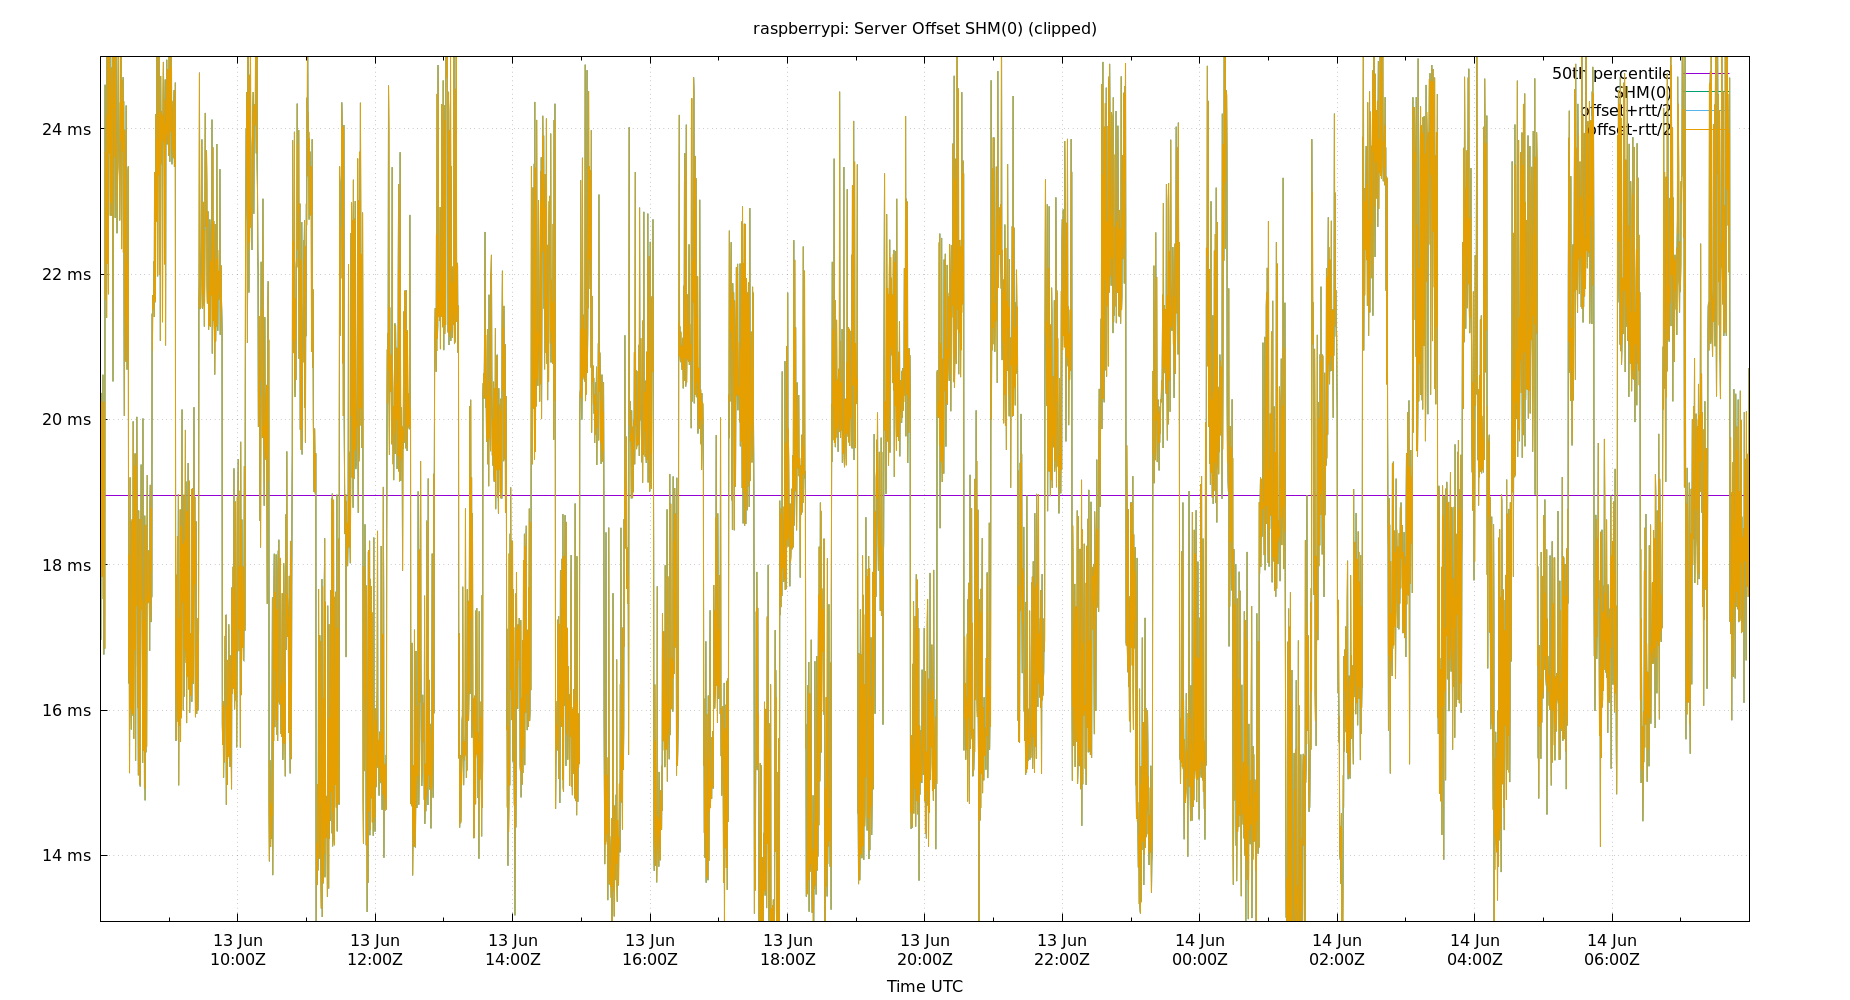 raspberrypi: Server Offset SHM(0) (clipped)
50th percentile
SHM(0)
offset+rtt/2
offset-rtt/2
24 ms
22 ms
20 ms
18 ms
16 ms
14 ms
13 Jun 13 Jun 13 Jun 13 Jun 13 Jun 13 Jun 13 Jun 14 Jun 14 Jun 14 Jun 14 Jun
10:00Z 12:00Z 14:00Z 16:00Z 18:00Z 20:00Z 22:00Z 00:00Z 02:00Z 04:00Z 06:00Z
Time UTC